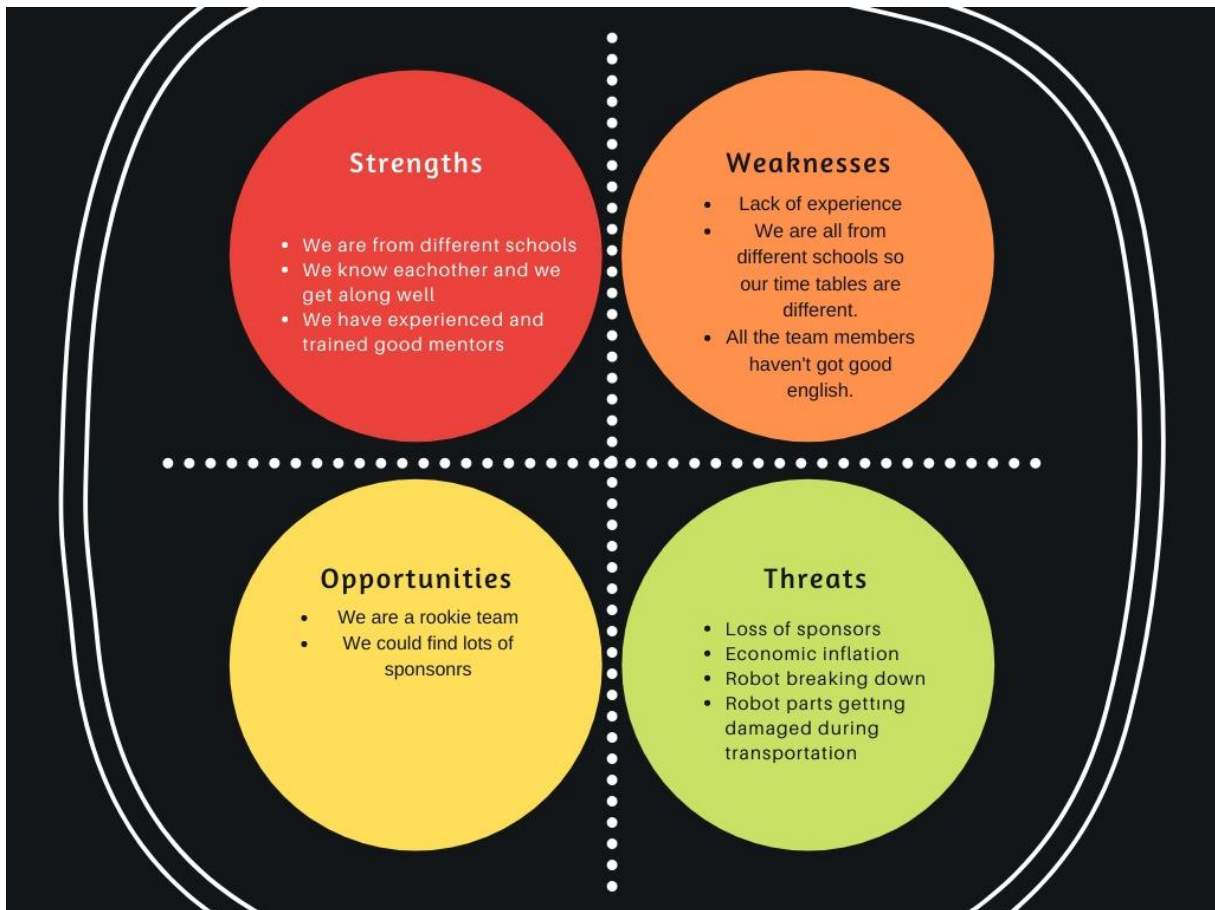 Strengths
• We are from different schools
• We know eachother and we
get along well
• We have experienced and
trained good mentors
Weaknesses
• Lack of experience
• We are all from
different schools so
our time tables are
different.
• All the team members
haven't got good
english.
Opportunities
• We are a rookie team
• We could find lots of
sponsonrs
Threats
• Loss of sponsors
• Economic inflation
• Robot breaking down
• Robot parts gettıng
damaged during
transportation